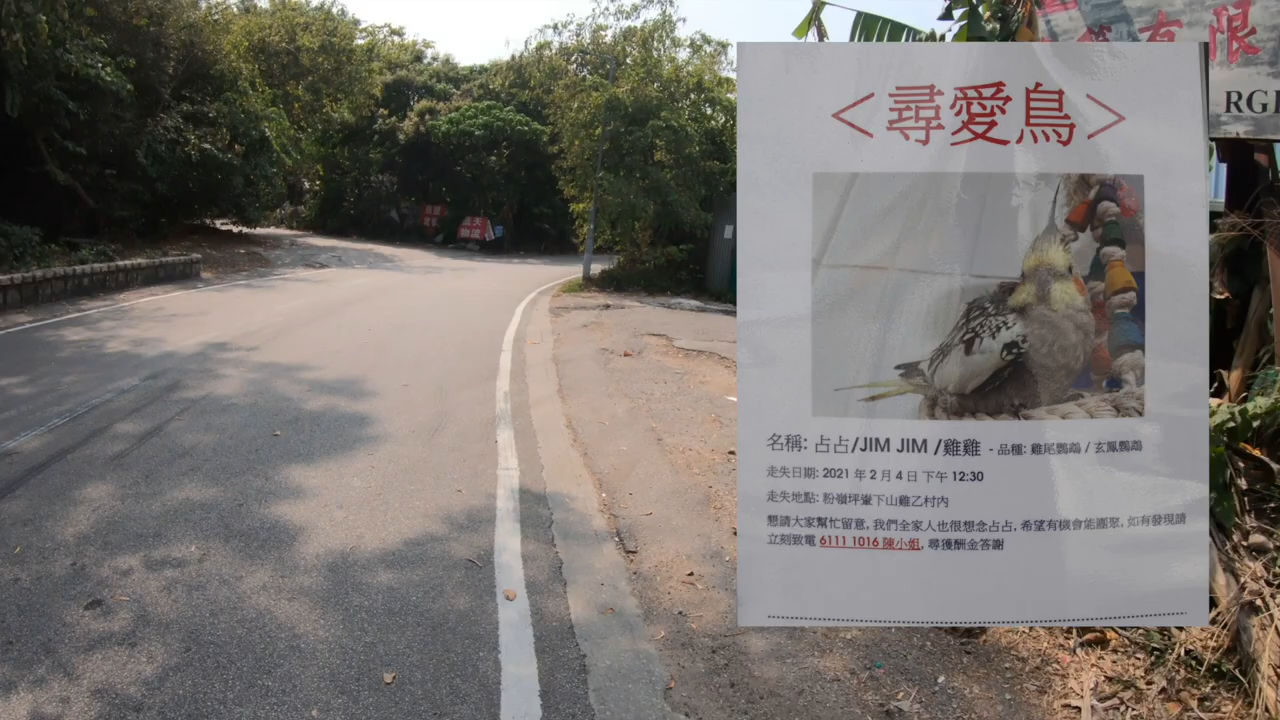 有限
RGI
<尋愛鳥>
名稱: 占占/JIM JIM /雞雞 - 品種: 雞尾鸚鵡 / 玄鳳鸚鵡
走失日期: 2021 年 2 月 4 日 下午 12:30
走失地點: 粉嶺坪輋下山雞乙村內
懇請大家幫忙留意, 我們全家人也很想念占占, 希望有機會能團聚, 如有發現請
立刻致電 6111 1016 陳小姐, 尋獲酬金答謝
物流